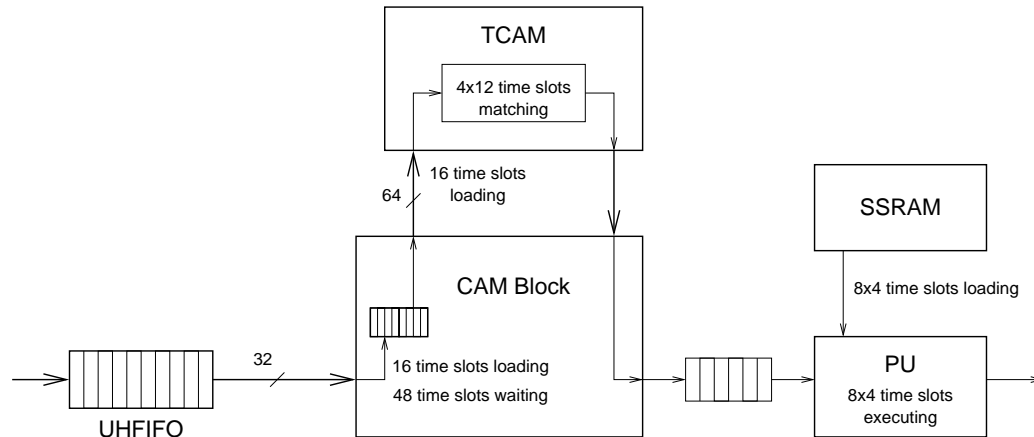 TCAM
4x12 time slots
matching
16 time slots
64
loading
SSRAM
CAM Block
8x4 time slots loading
32
16 time slots loading
PU
48 time slots waiting
8x4 time slots
executing
UHFIFO